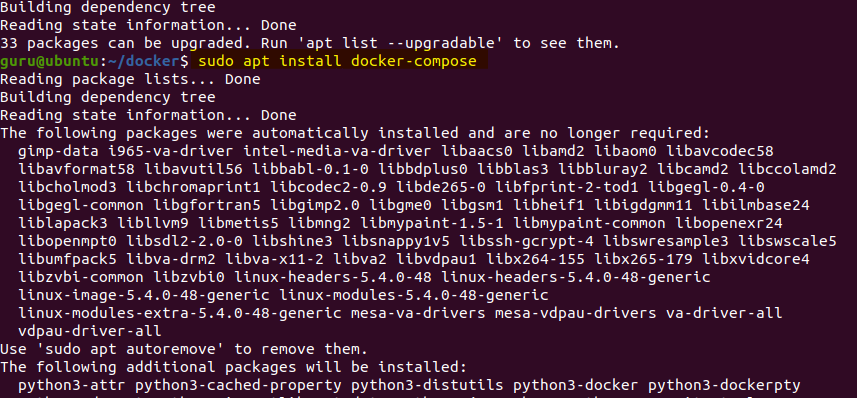 Building dependency tree
Reading state information... Done
33 packages can be upgraded. Run 'apt list --upgradable' to see them.
guru@ubuntu:~/docker$ sudo apt install docker-compose
Reading package lists... Done
Building dependency tree
Reading state information... Done
The following packages were automatically installed and are no longer required:
gimp-data i965-va-driver intel-media-va-driver libaacs0 libamd2 libaom0 libavcodec58
libavformat58 libavutil56 libbabl-0.1-0 libbdplus0 libblas3 libbluray2 libcamd2 libccolamd2
libcholmod3 libchromaprint1 libcodec2-0.9 libde265-0 libfprint-2-tod1 libgegl-0.4-0
libgegl-common libgfortran5 libgimp2.0 libgme0 libgsm1 libheif1 libigdgmm11 libilmbase24
liblapack3 libllvm9 libmetis5 libmng2 libmypaint-1.5-1 libmypaint-common libopenexr24
libopenmpt0 libsdl2-2.0-0 libshine3 libsnappy1v5 libssh-gcrypt-4 libswresample3 libswscale5
libumfpack5 libva-drm2 libva-x11-2 libva2 libvdpau1 libx264-155 libx265-179 libxvidcore4
libzvbi-common libzvbi0 linux-headers-5.4.0-48 linux-headers-5.4.0-48-generic
linux-image-5.4.0-48-generic linux-modules-5.4.0-48-generic
linux-modules-extra-5.4.0-48-generic mesa-va-drivers mesa-vdpau-drivers va-driver-all
vdpau-driver-all
Use 'sudo apt autoremove' to remove them.
The following additional packages will be installed:
python3-attr python3-cached-property python3-distutils python3-docker python3-dockerpty